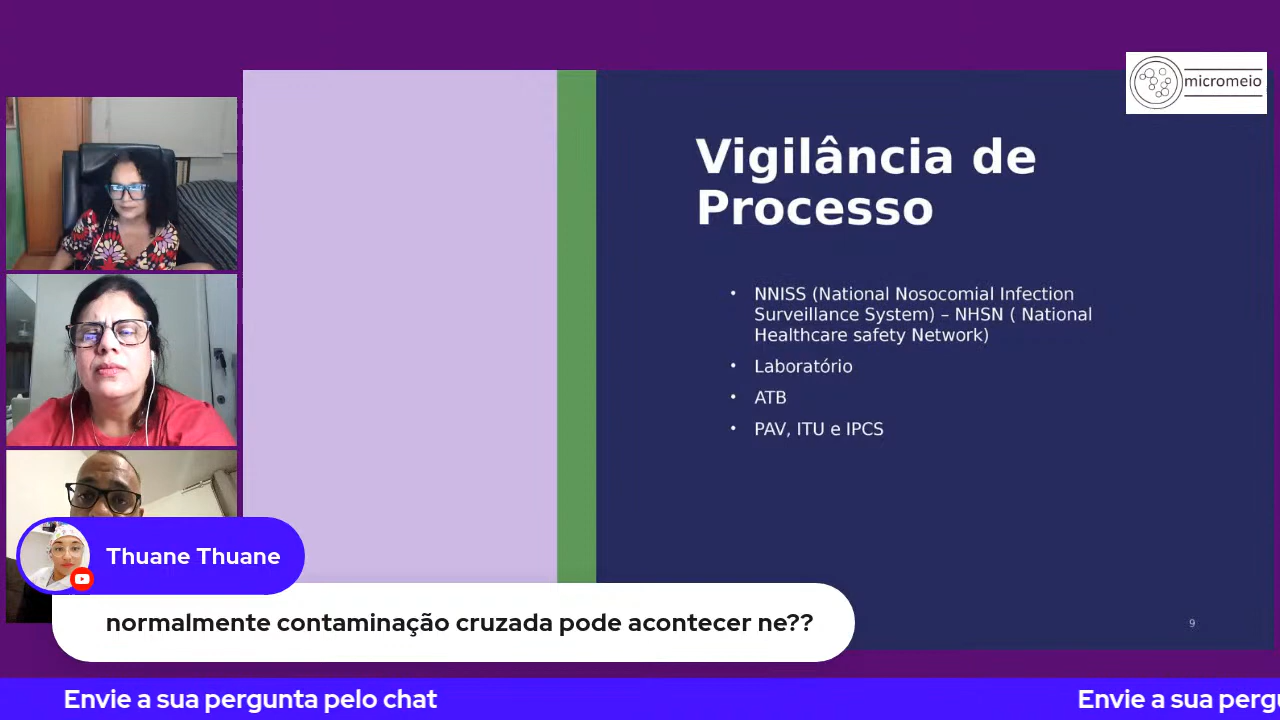 micromeio
Vigilância de
Processo
• NNISS (National Nosocomial Infection
Surveillance System) – NHSN ( National
Healthcare safety Network)
• Laboratório
• ATB
• PAV, ITU e IPCS
Thuane Thuane
normalmente contaminação cruzada pode acontecer ne??
9
Envie a sua pergunta pelo chat
Envie a sua pergu